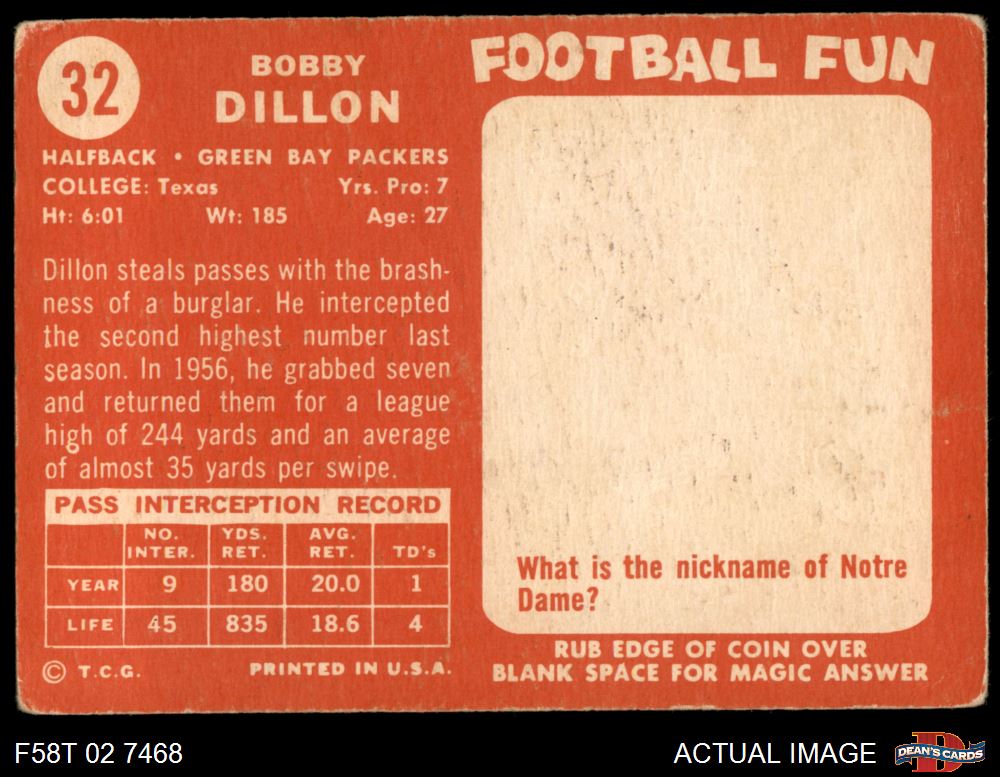 32
BOBBY
DILLON
HALFBACK • GREEN BAY PACKERS
COLLEGE: Texas Yrs. Pro: 7
Ht: 6:01 Wt: 185 Age: 27
Dillon steals passes with the brash-
ness of a burglar. He intercepted
the second highest number last
season. In 1956, he grabbed seven
and returned them for a league
high of 244 yards and an average
of almost 35 yards per swipe.
PASS INTERCEPTION RECORD
NO. INTER. YDS. RET. AVG. RET. TD's
YEAR 9 180 20.0 1
LIFE 45 835 18.6 4
© T.C.G. PRINTED IN U.S.A.
FOOTBALL FUN
What is the nickname of Notre
Dame?
RUB EDGE OF COIN OVER
BLANK SPACE FOR MAGIC ANSWER
F58T 02 7468
ACTUAL IMAGE
D
DEAN'S CARDS